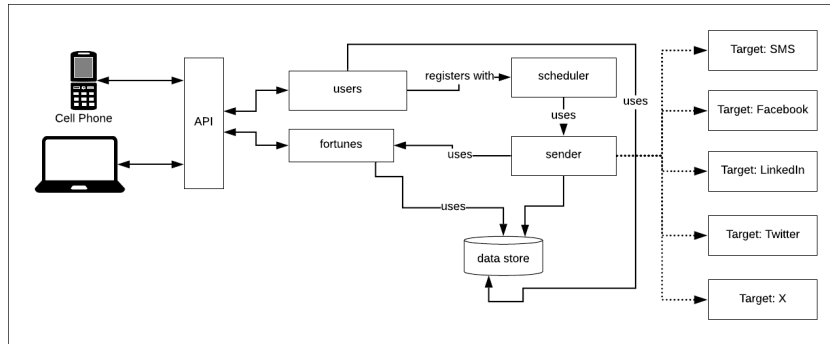 Cell Phone
API
users
fortunes
registers with
scheduler
uses
sender
uses
uses
data store
uses
Target: SMS
Target: Facebook
Target: LinkedIn
Target: Twitter
Target: X